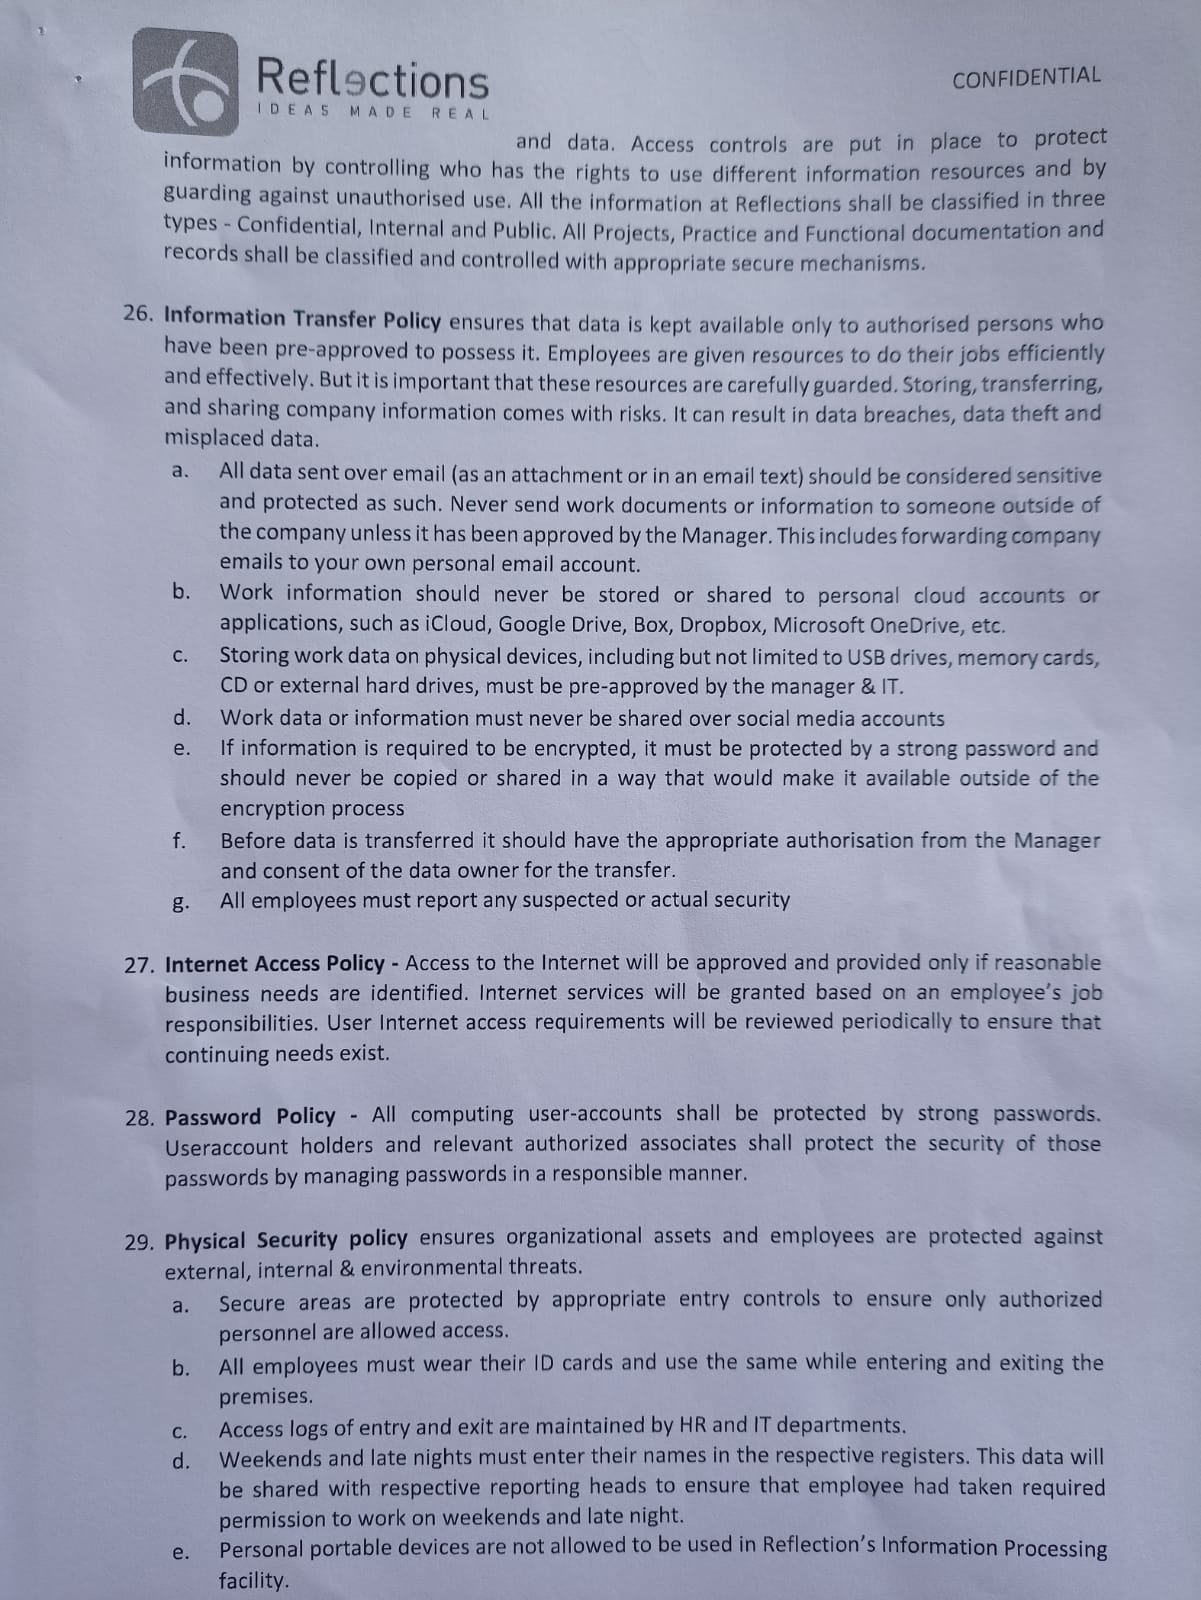 Reflections
IDEAS MADE REAL
CONFIDENTIAL
and data. Access controls are put in place to protect
information by controlling who has the rights to use different information resources and by
guarding against unauthorised use. All the information at Reflections shall be classified in three
types - Confidential, Internal and Public. All Projects, Practice and Functional documentation and
records shall be classified and controlled with appropriate secure mechanisms.
26. Information Transfer Policy ensures that data is kept available only to authorised persons who
have been pre-approved to possess it. Employees are given resources to do their jobs efficiently
and effectively. But it is important that these resources are carefully guarded. Storing, transferring,
and sharing company information comes with risks. It can result in data breaches, data theft and
misplaced data.
a. All data sent over email (as an attachment or in an email text) should be considered sensitive
and protected as such. Never send work documents or information to someone outside of
the company unless it has been approved by the Manager. This includes forwarding company
emails to your own personal email account.
b. Work information should never be stored or shared to personal cloud accounts or
applications, such as iCloud, Google Drive, Box, Dropbox, Microsoft OneDrive, etc.
c. Storing work data on physical devices, including but not limited to USB drives, memory cards,
CD or external hard drives, must be pre-approved by the manager & IT.
d. Work data or information must never be shared over social media accounts
e. If information is required to be encrypted, it must be protected by a strong password and
should never be copied or shared in a way that would make it available outside of the
encryption process
f. Before data is transferred it should have the appropriate authorisation from the Manager
and consent of the data owner for the transfer.
g. All employees must report any suspected or actual security
27. Internet Access Policy - Access to the Internet will be approved and provided only if reasonable
business needs are identified. Internet services will be granted based on an employee's job
responsibilities. User Internet access requirements will be reviewed periodically to ensure that
continuing needs exist.
28. Password Policy - All computing user-accounts shall be protected by strong passwords.
Useraccount holders and relevant authorized associates shall protect the security of those
passwords by managing passwords in a responsible manner.
29. Physical Security policy ensures organizational assets and employees are protected against
external, internal & environmental threats.
a. Secure areas are protected by appropriate entry controls to ensure only authorized
personnel are allowed access.
b. All employees must wear their ID cards and use the same while entering and exiting the
premises.
c. Access logs of entry and exit are maintained by HR and IT departments.
d. Weekends and late nights must enter their names in the respective registers. This data will
be shared with respective reporting heads to ensure that employee had taken required
permission to work on weekends and late night.
e. Personal portable devices are not allowed to be used in Reflection's Information Processing
facility.